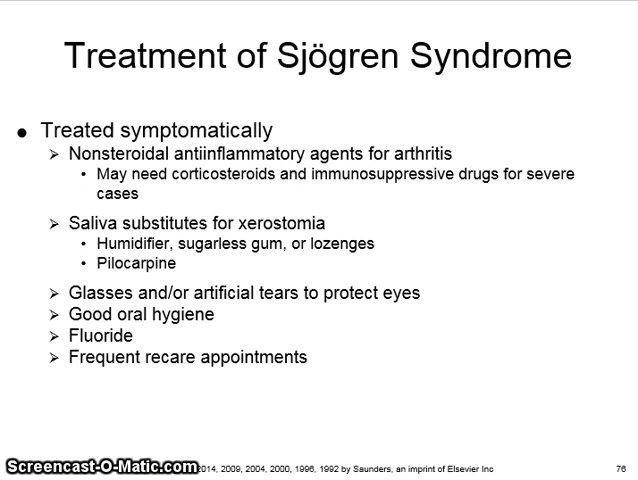 Treatment of Sjögren Syndrome
● Treated symptomatically
➢ Nonsteroidal antiinflammatory agents for arthritis
• May need corticosteroids and immunosuppressive drugs for severe
cases
➢ Saliva substitutes for xerostomia
• Humidifier, sugarless gum, or lozenges
• Pilocarpine
➢ Glasses and/or artificial tears to protect eyes
➢ Good oral hygiene
➢ Fluoride
➢ Frequent recare appointments
Screencast-O-Matic.com 2014, 2009, 2004, 2000, 1996, 1992 by Saunders, an imprint of Elsevier Inc 76